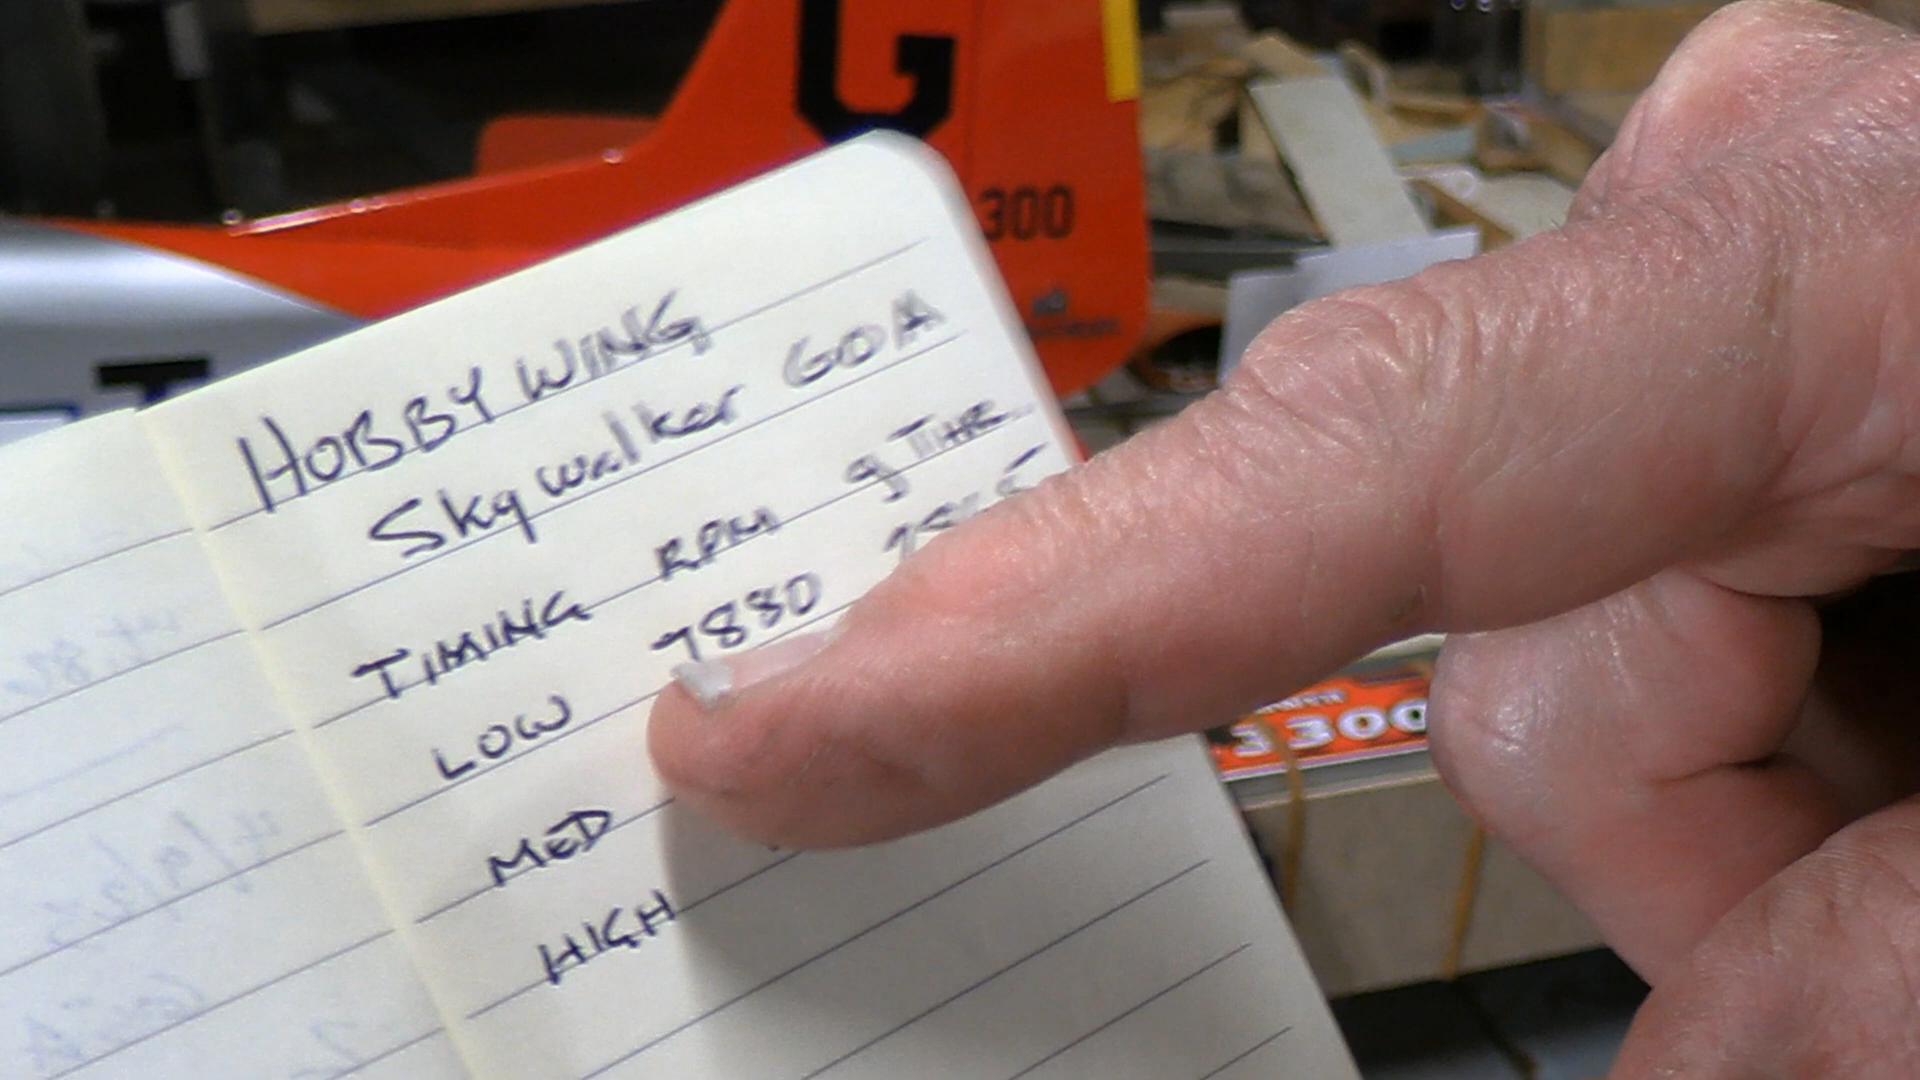 G
300
HOBBYWING
Skywalker 60A
TIMING RPM @ THR.
LOW 7880
MED
HIGH
3300